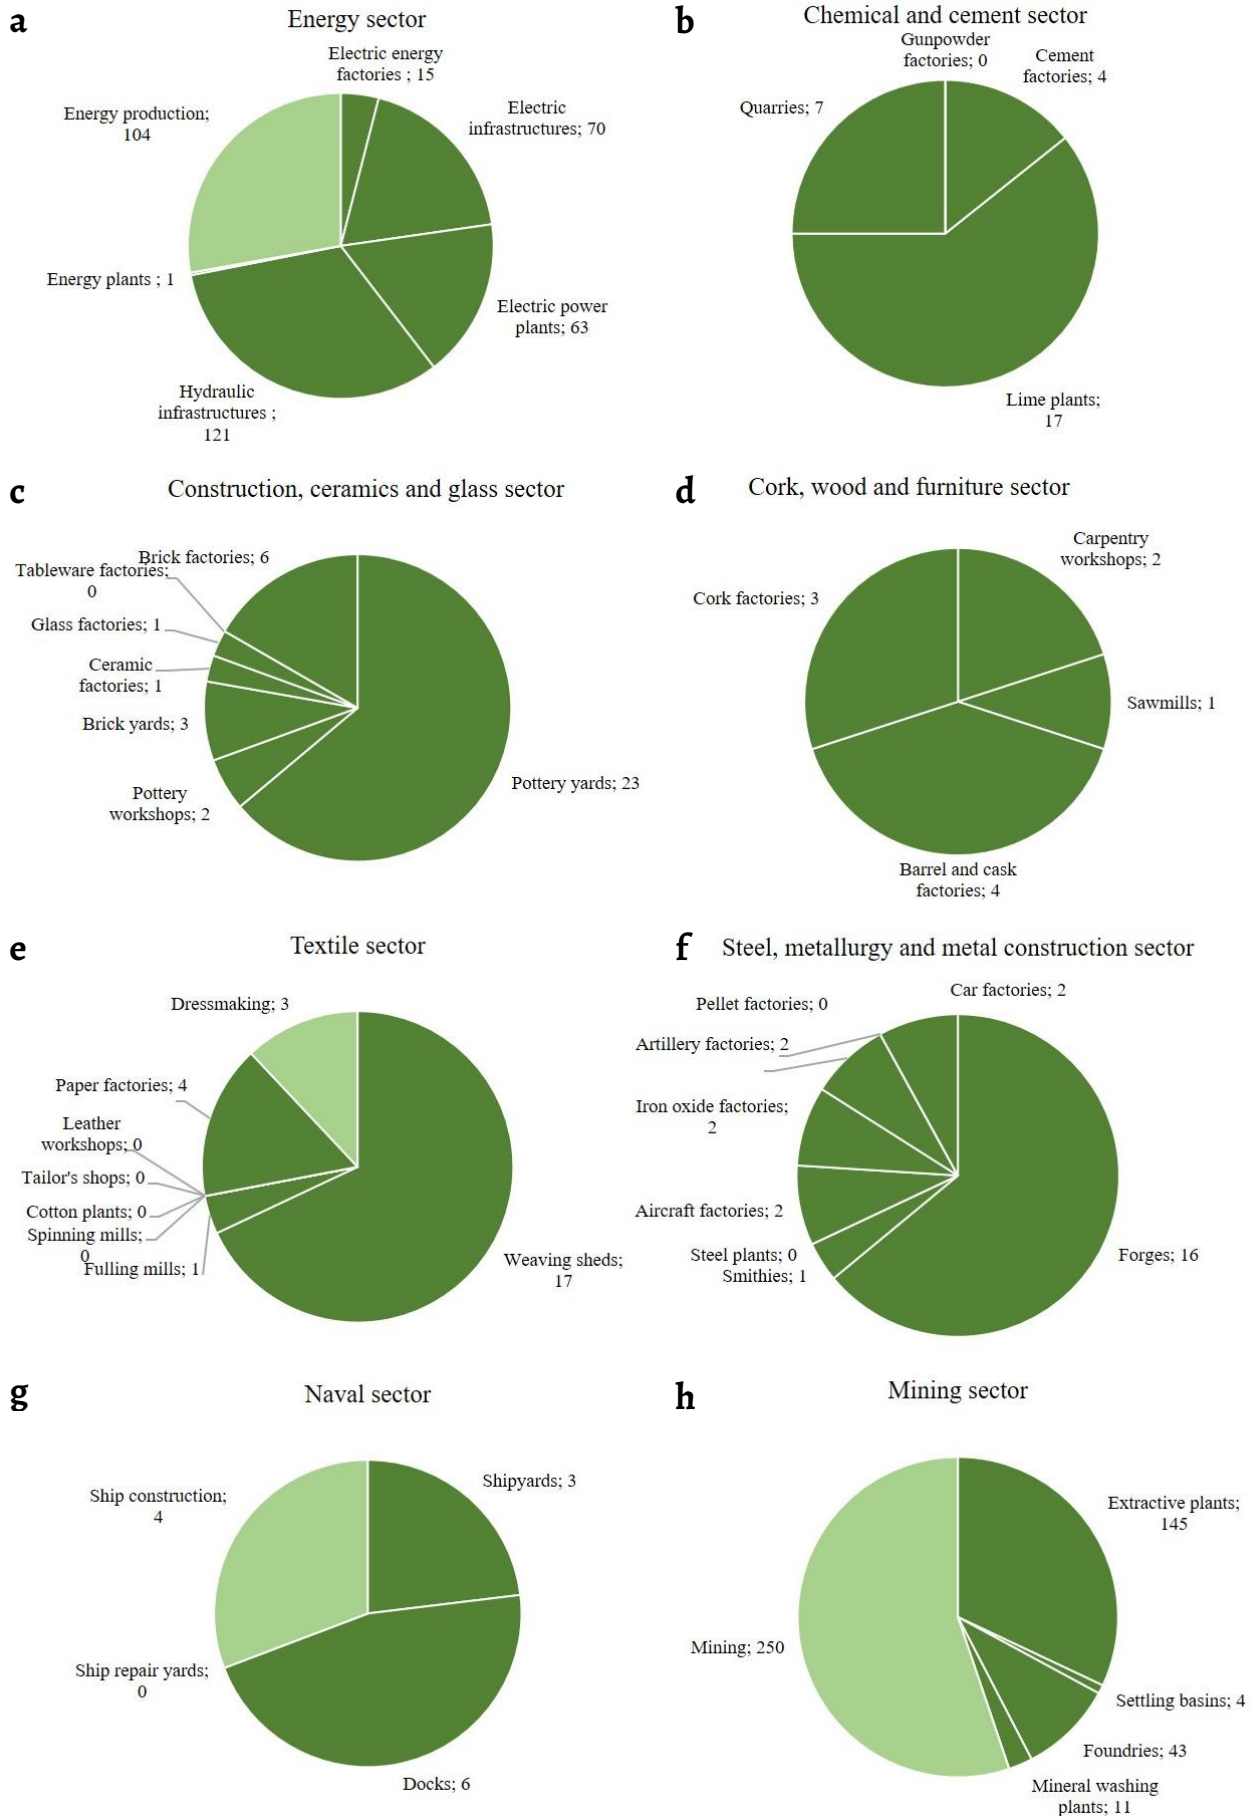 a
Energy sector
Electric energy
factories ; 15
Energy production;
104
Electric
infrastructures; 70
Energy plants ; 1
Electric power
plants; 63
Hydraulic
infrastructures ;
121
b
Chemical and cement sector
Gunpowder
factories; 0
Cement
factories; 4
Quarries; 7
Lime plants;
17
c
Construction, ceramics and glass sector
Brick factories; 6
Tableware factories;
0
Glass factories; 1
Ceramic
factories; 1
Brick yards; 3
Pottery
workshops; 2
Pottery yards; 23
d
Cork, wood and furniture sector
Carpentry
workshops; 2
Cork factories; 3
Sawmills; 1
Barrel and cask
factories; 4
e
Textile sector
Dressmaking; 3
Paper factories; 4
Leather
workshops; 0
Tailor's shops; 0
Cotton plants; 0
Spinning mills;
0
Fulling mills; 1
Weaving sheds;
17
f
Steel, metallurgy and metal construction sector
Car factories; 2
Pellet factories; 0
Artillery factories; 2
Iron oxide factories;
2
Aircraft factories; 2
Steel plants; 0
Smithies; 1
Forges; 16
g
Naval sector
Shipyards; 3
Ship construction;
4
Ship repair yards;
0
Docks; 6
h
Mining sector
Extractive plants;
145
Mining; 250
Settling basins; 4
Foundries; 43
Mineral washing
plants; 11